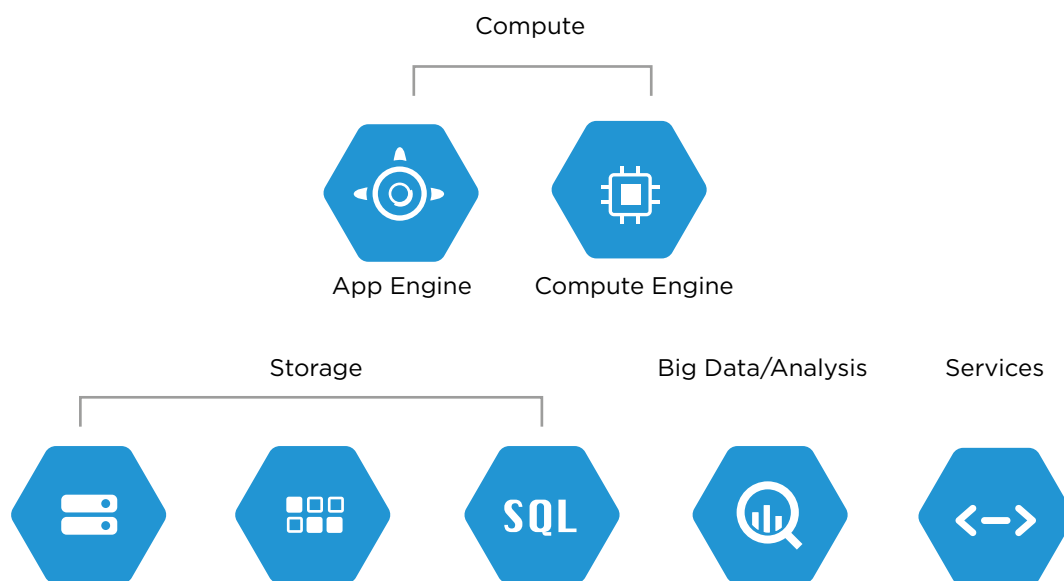 Compute
App Engine
Compute Engine
Storage
Big Data/Analysis
Services
SQL